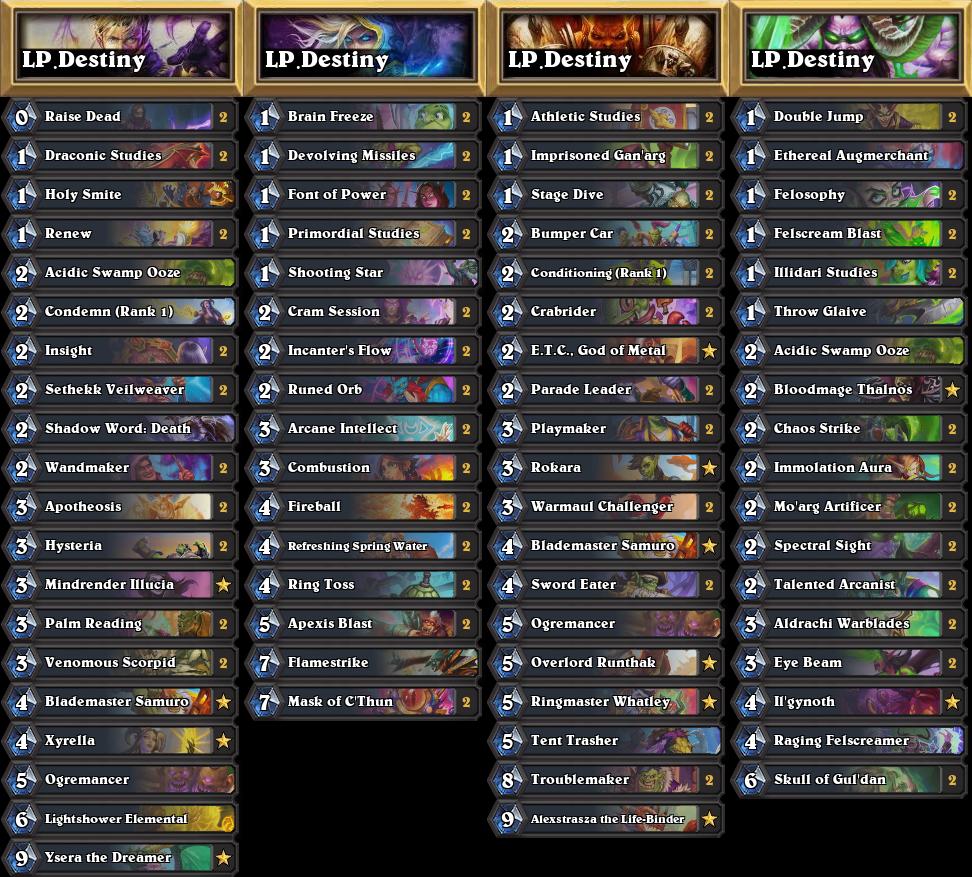 LP.Destiny
0 Raise Dead 2
1 Draconic Studies 2
1 Holy Smite 2
1 Renew 2
2 Acidic Swamp Ooze
2 Condemn (Rank 1)
2 Insight 2
2 Sethekk Veilweaver 2
2 Shadow Word: Death
2 Wandmaker 2
3 Apotheosis 2
3 Hysteria 2
3 Mindrender Illucia
3 Palm Reading 2
3 Venomous Scorpid 2
4 Blademaster Samuro
4 Xyrella
5 Ogremancer
6 Lightshower Elemental
9 Ysera the Dreamer
LP.Destiny
1 Brain Freeze 2
1 Devolving Missiles 2
1 Font of Power 2
1 Primordial Studies 2
1 Shooting Star
2 Cram Session 2
2 Incanter's Flow 2
2 Runed Orb 2
3 Arcane Intellect 2
3 Combustion 2
4 Fireball 2
4 Refreshing Spring Water 2
4 Ring Toss 2
5 Apexis Blast 2
7 Flamestrike
7 Mask of C'Thun 2
LP.Destiny
1 Athletic Studies 2
1 Imprisoned Gan'arg 2
1 Stage Dive 2
2 Bumper Car 2
2 Conditioning (Rank 1) 2
2 Crabrider 2
2 E.T.C., God of Metal
2 Parade Leader 2
3 Playmaker 2
3 Rokara
3 Warmaul Challenger 2
4 Blademaster Samuro
4 Sword Eater 2
5 Ogremancer
5 Overlord Runthak
5 Ringmaster Whatley
5 Tent Trasher
8 Troublemaker 2
9 Alexstrasza the Life-Binder
LP.Destiny
1 Double Jump 2
1 Ethereal Augmerchant
1 Felosophy 2
1 Felscream Blast 2
1 Illidari Studies 2
1 Throw Glaive
2 Acidic Swamp Ooze
2 Bloodmage Thalnos
2 Chaos Strike 2
2 Immolation Aura 2
2 Mo'arg Artificer 2
2 Spectral Sight 2
2 Talented Arcanist 2
3 Aldrachi Warblades 2
3 Eye Beam 2
4 Il'gynoth
4 Raging Felscreamer
6 Skull of Gul'dan 2